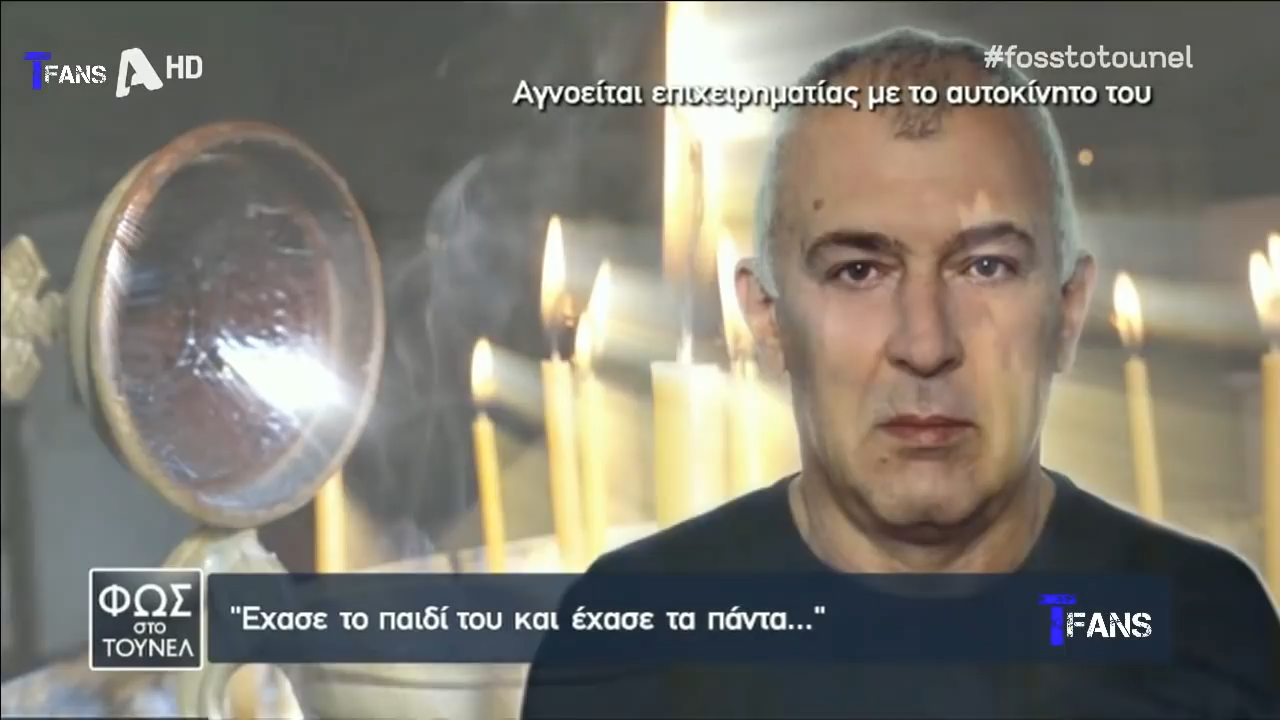 TFANS
A HD
#fosstotounel
Αγνοείται επιχειρηματίας με το αυτοκίνητο του
ΦΩΣ
στο
ΤΟΥΝΕΛ
"Έχασε το παιδί του και έχασε τα πάντα..."
TFANS